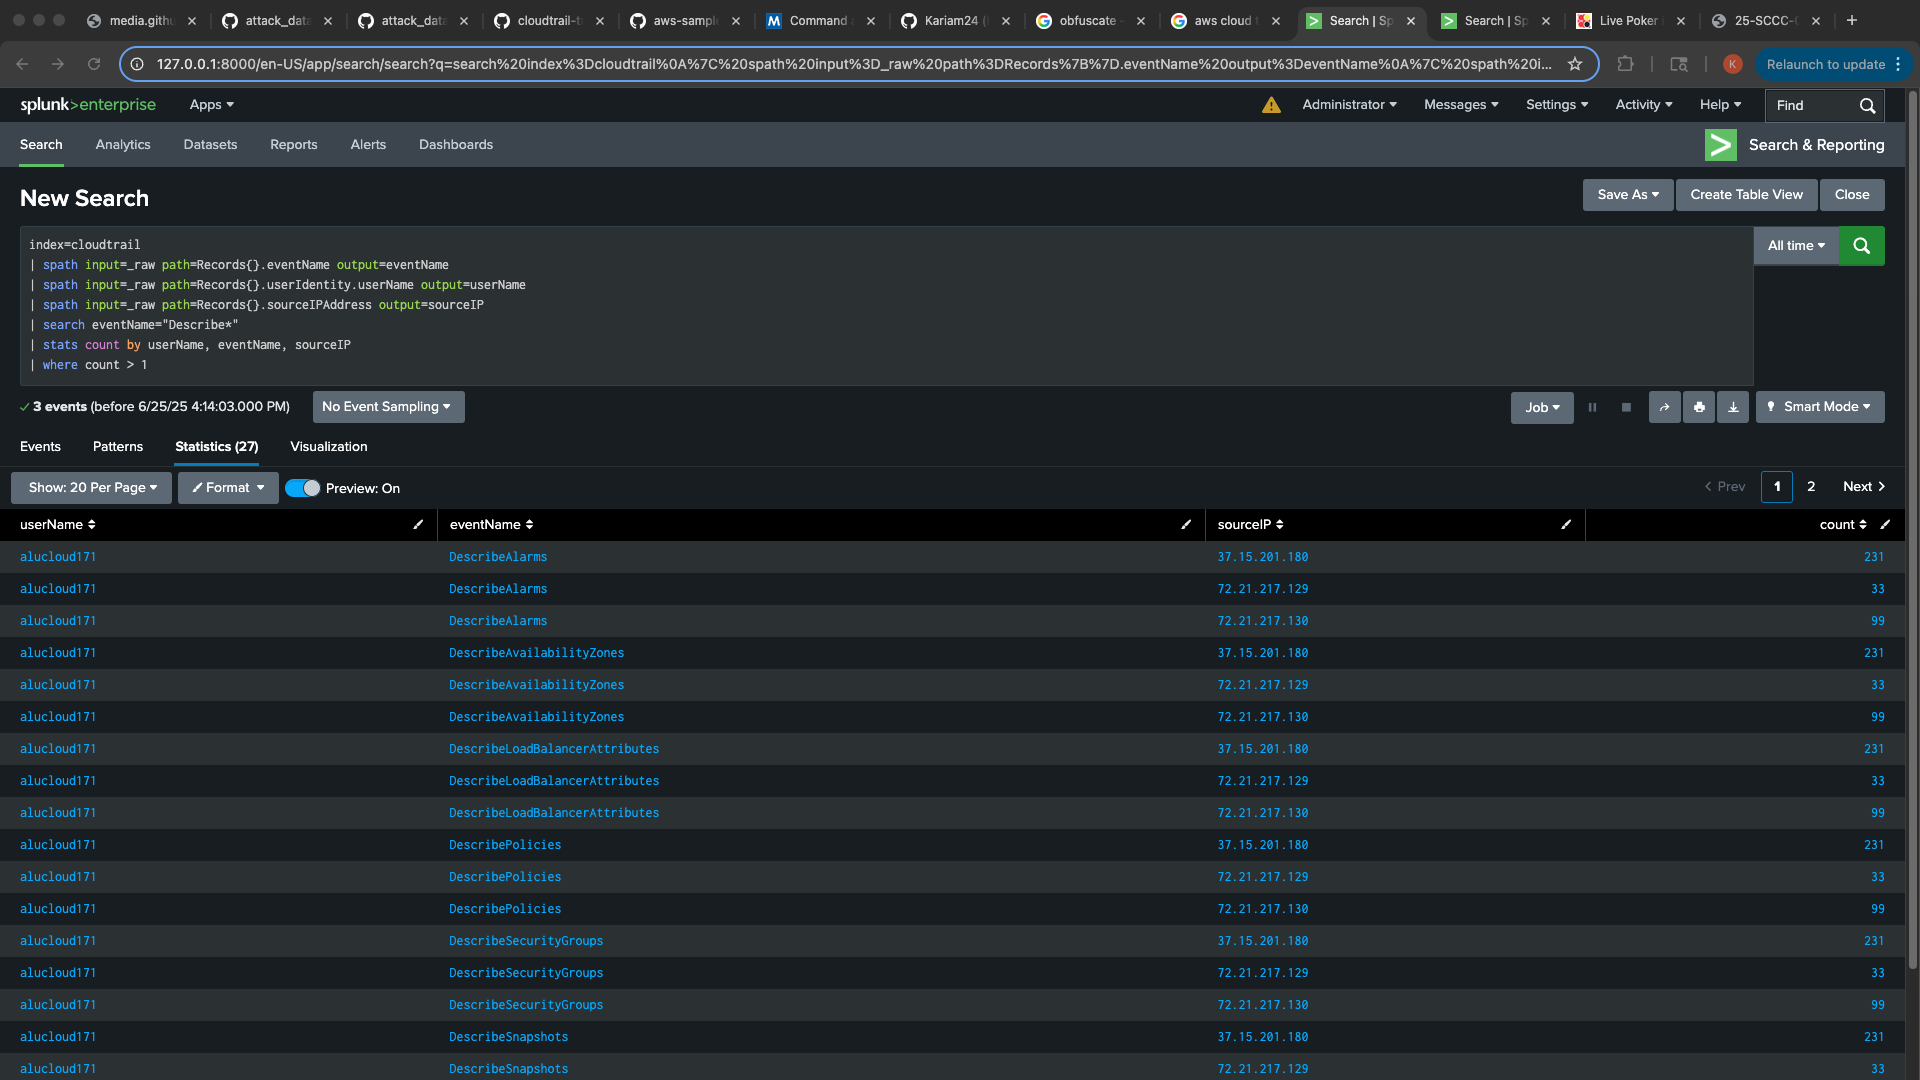 media.githu
attack_data
attack_data
cloudtrail-t
aws-sampl
Command
Kariam24 (
obfuscate -
aws cloud
Search | Sp
Search | Sp
Live Poker
25-SCCC-
127.0.0.1:8000/en-US/app/search/search?q=search%20index%3Dcloudtrail%0A%7C%20spath%20input%3D_raw%20path%3DRecords%7B%7D.eventName%20output%3DeventName%0A%7C%20spath%20i...
K
Relaunch to update
splunk>enterprise
Apps
Administrator
Messages
Settings
Activity
Help
Find
Search
Analytics
Datasets
Reports
Alerts
Dashboards
Search & Reporting
New Search
Save As
Create Table View
Close
index=cloudtrail
| spath input=_raw path=Records{}.eventName output=eventName
| spath input=_raw path=Records{}.userIdentity.userName output=userName
| spath input=_raw path=Records{}.sourceIPAddress output=sourceIP
| search eventName="Describe*"
| stats count by userName, eventName, sourceIP
| where count > 1
All time
3 events (before 6/25/25 4:14:03.000 PM)
No Event Sampling
Job
Smart Mode
Events
Patterns
Statistics (27)
Visualization
Show: 20 Per Page
Format
Preview: On
Prev
1
2
Next
userName eventName sourceIP count
alucloud171 DescribeAlarms 37.15.201.180 231
alucloud171 DescribeAlarms 72.21.217.129 33
alucloud171 DescribeAlarms 72.21.217.130 99
alucloud171 DescribeAvailabilityZones 37.15.201.180 231
alucloud171 DescribeAvailabilityZones 72.21.217.129 33
alucloud171 DescribeAvailabilityZones 72.21.217.130 99
alucloud171 DescribeLoadBalancerAttributes 37.15.201.180 231
alucloud171 DescribeLoadBalancerAttributes 72.21.217.129 33
alucloud171 DescribeLoadBalancerAttributes 72.21.217.130 99
alucloud171 DescribePolicies 37.15.201.180 231
alucloud171 DescribePolicies 72.21.217.129 33
alucloud171 DescribePolicies 72.21.217.130 99
alucloud171 DescribeSecurityGroups 37.15.201.180 231
alucloud171 DescribeSecurityGroups 72.21.217.129 33
alucloud171 DescribeSecurityGroups 72.21.217.130 99
alucloud171 DescribeSnapshots 37.15.201.180 231
alucloud171 DescribeSnapshots 72.21.217.129 33